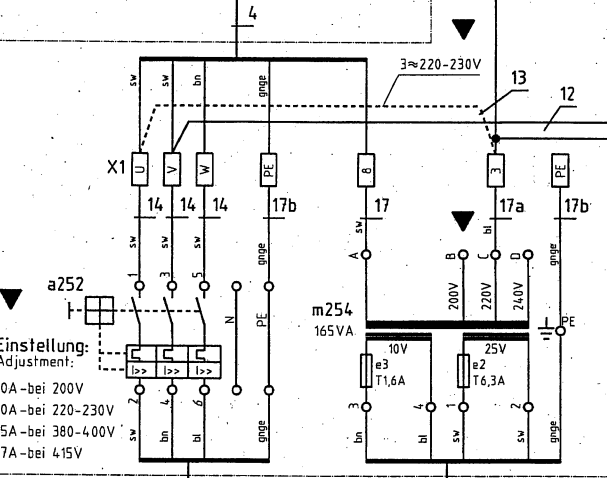 4
sw sw bn gnge
3≈220-230V
13
12
X1 U V W PE 8 3 PE
14 14 14 17b 17 17a 17b
sw sw sw gnge sw bl gnge
A B C D
a252
1 3 5
N PE
200V 220V 240V
m254
165VA
PE
Einstellung:
Adjustment:
I>> I>> I>>
10V 25V
e3
T1,6A
e2
T6,3A
0A-bei 200V
0A-bei 220-230V
5A-bei 380-400V
7A-bei 415V
2 4 6
3 4 1 2
sw bn bl gnge bn bl sw sw gnge